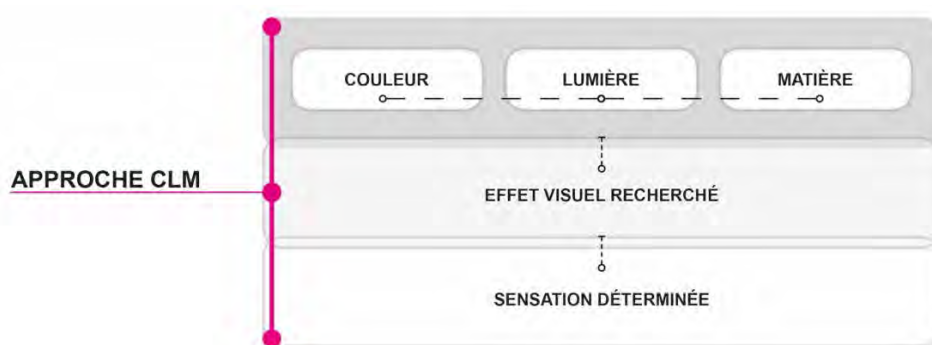 COULEUR LUMIÈRE MATIÈRE
APPROCHE CLM
EFFET VISUEL RECHERCHÉ
SENSATION DÉTERMINÉE